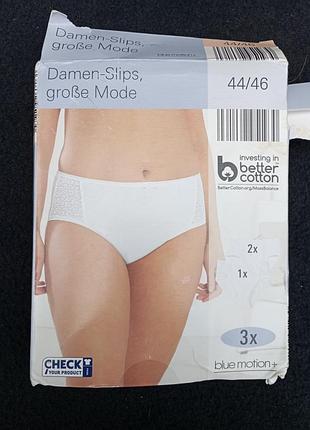 Damen-Slips,
große Mode
Damen-Slips,
große Mode
44/46
investing in
better
cotton
BetterCotton.org/MassBalance
2x
1x
3x
CHECK
YOUR PRODUCT
blue motion+